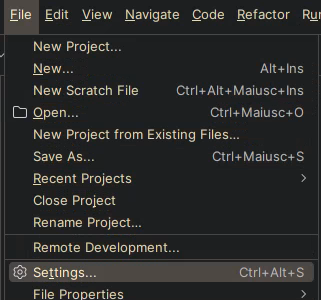 File Edit View Navigate Code Refactor Ru
New Project...
New... Alt+Ins
New Scratch File Ctrl+Alt+Maiusc+Ins
Open... Ctrl+Maiusc+O
New Project from Existing Files...
Save As... Ctrl+Maiusc+S
Recent Projects
Close Project
Rename Project...
Remote Development...
Settings... Ctrl+Alt+S
File Properties